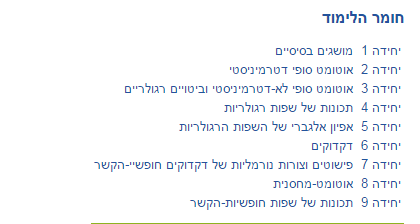 חומר הלימוד
יחידה 1 מושגים בסיסיים
יחידה 2 אוטומט סופי דטרמיניסטי
יחידה 3 אוטומט סופי לא-דטרמיניסטי וביטויים רגולריים
יחידה 4 תכונות של שפות רגולריות
יחידה 5 אפיון אלגברי של השפות הרגולריות
יחידה 6 דקדוקים
יחידה 7 פישוטים וצורות נורמליות של דקדוקים חופשיי-הקשר
יחידה 8 אוטומט-מחסנית
יחידה 9 תכונות של שפות חופשיות-הקשר